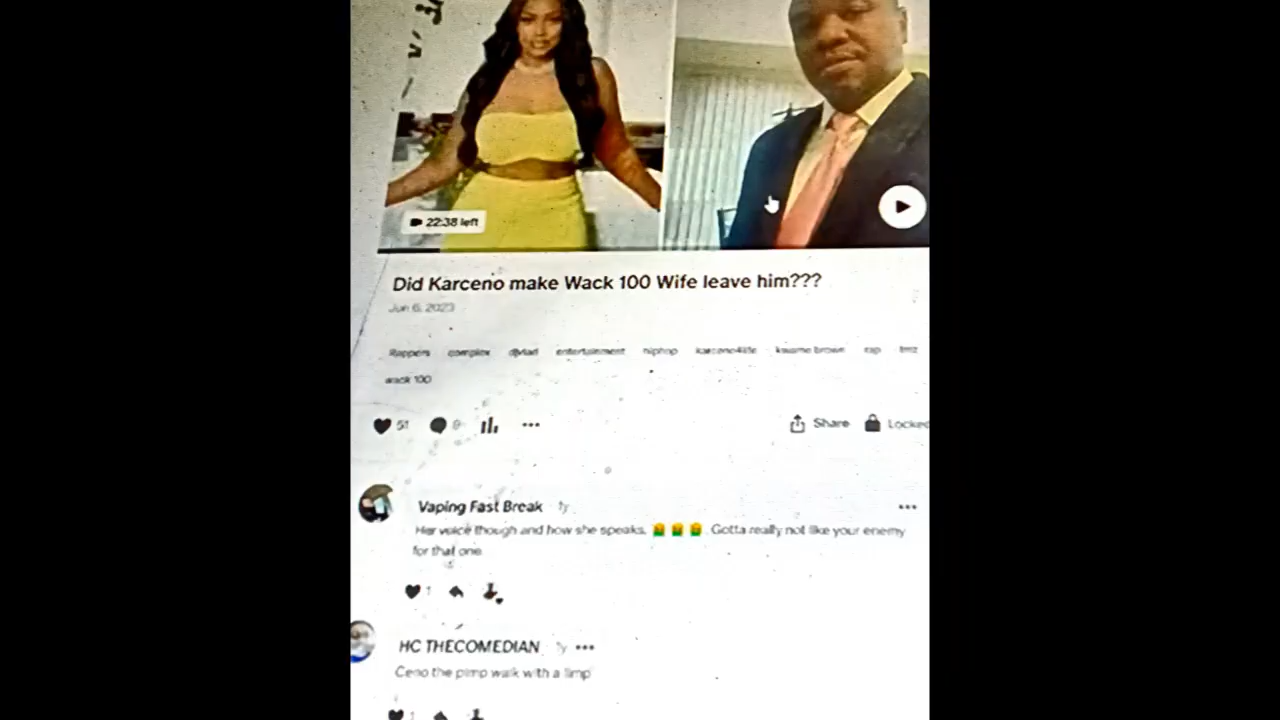 22:38 left
Did Karceno make Wack 100 Wife leave him???
Jun 6, 2023
Rappers complex djvlad entertainment hiphop karceno4life kwame brown rap tmz
wack 100
51 9 Share Locked
Vaping Fast Break 1y
Her voice though and how she speaks. 🤮 🤮 🤮 . Gotta really not like your enemy
for that one.
1
HC THECOMEDIAN 1y
Ceno the pimp walk with a limp
1